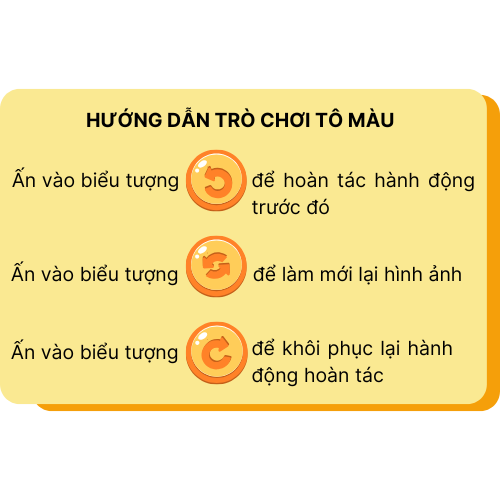 HƯỚNG DẪN TRÒ CHƠI TÔ MÀU
Ấn vào biểu tượng để hoàn tác hành động
trước đó
Ấn vào biểu tượng để làm mới lại hình ảnh
Ấn vào biểu tượng để khôi phục lại hành
động hoàn tác